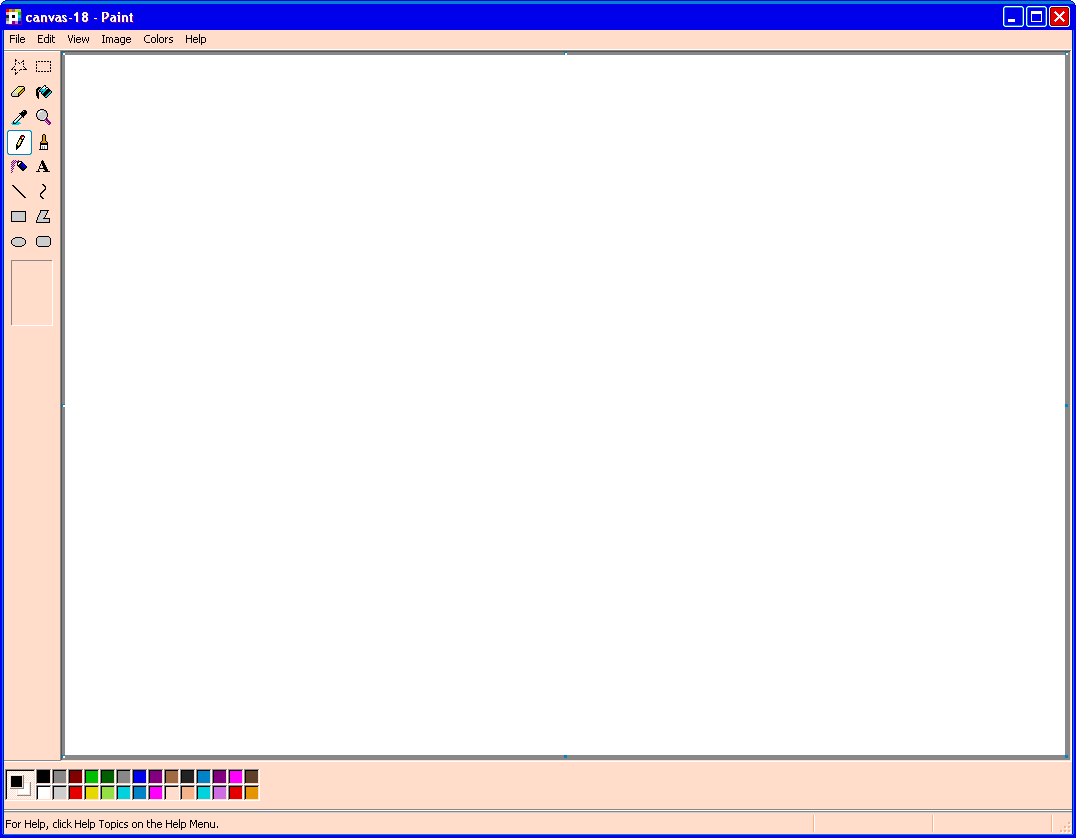 canvas-18 - Paint
File Edit View Image Colors Help
A
For Help, click Help Topics on the Help Menu.